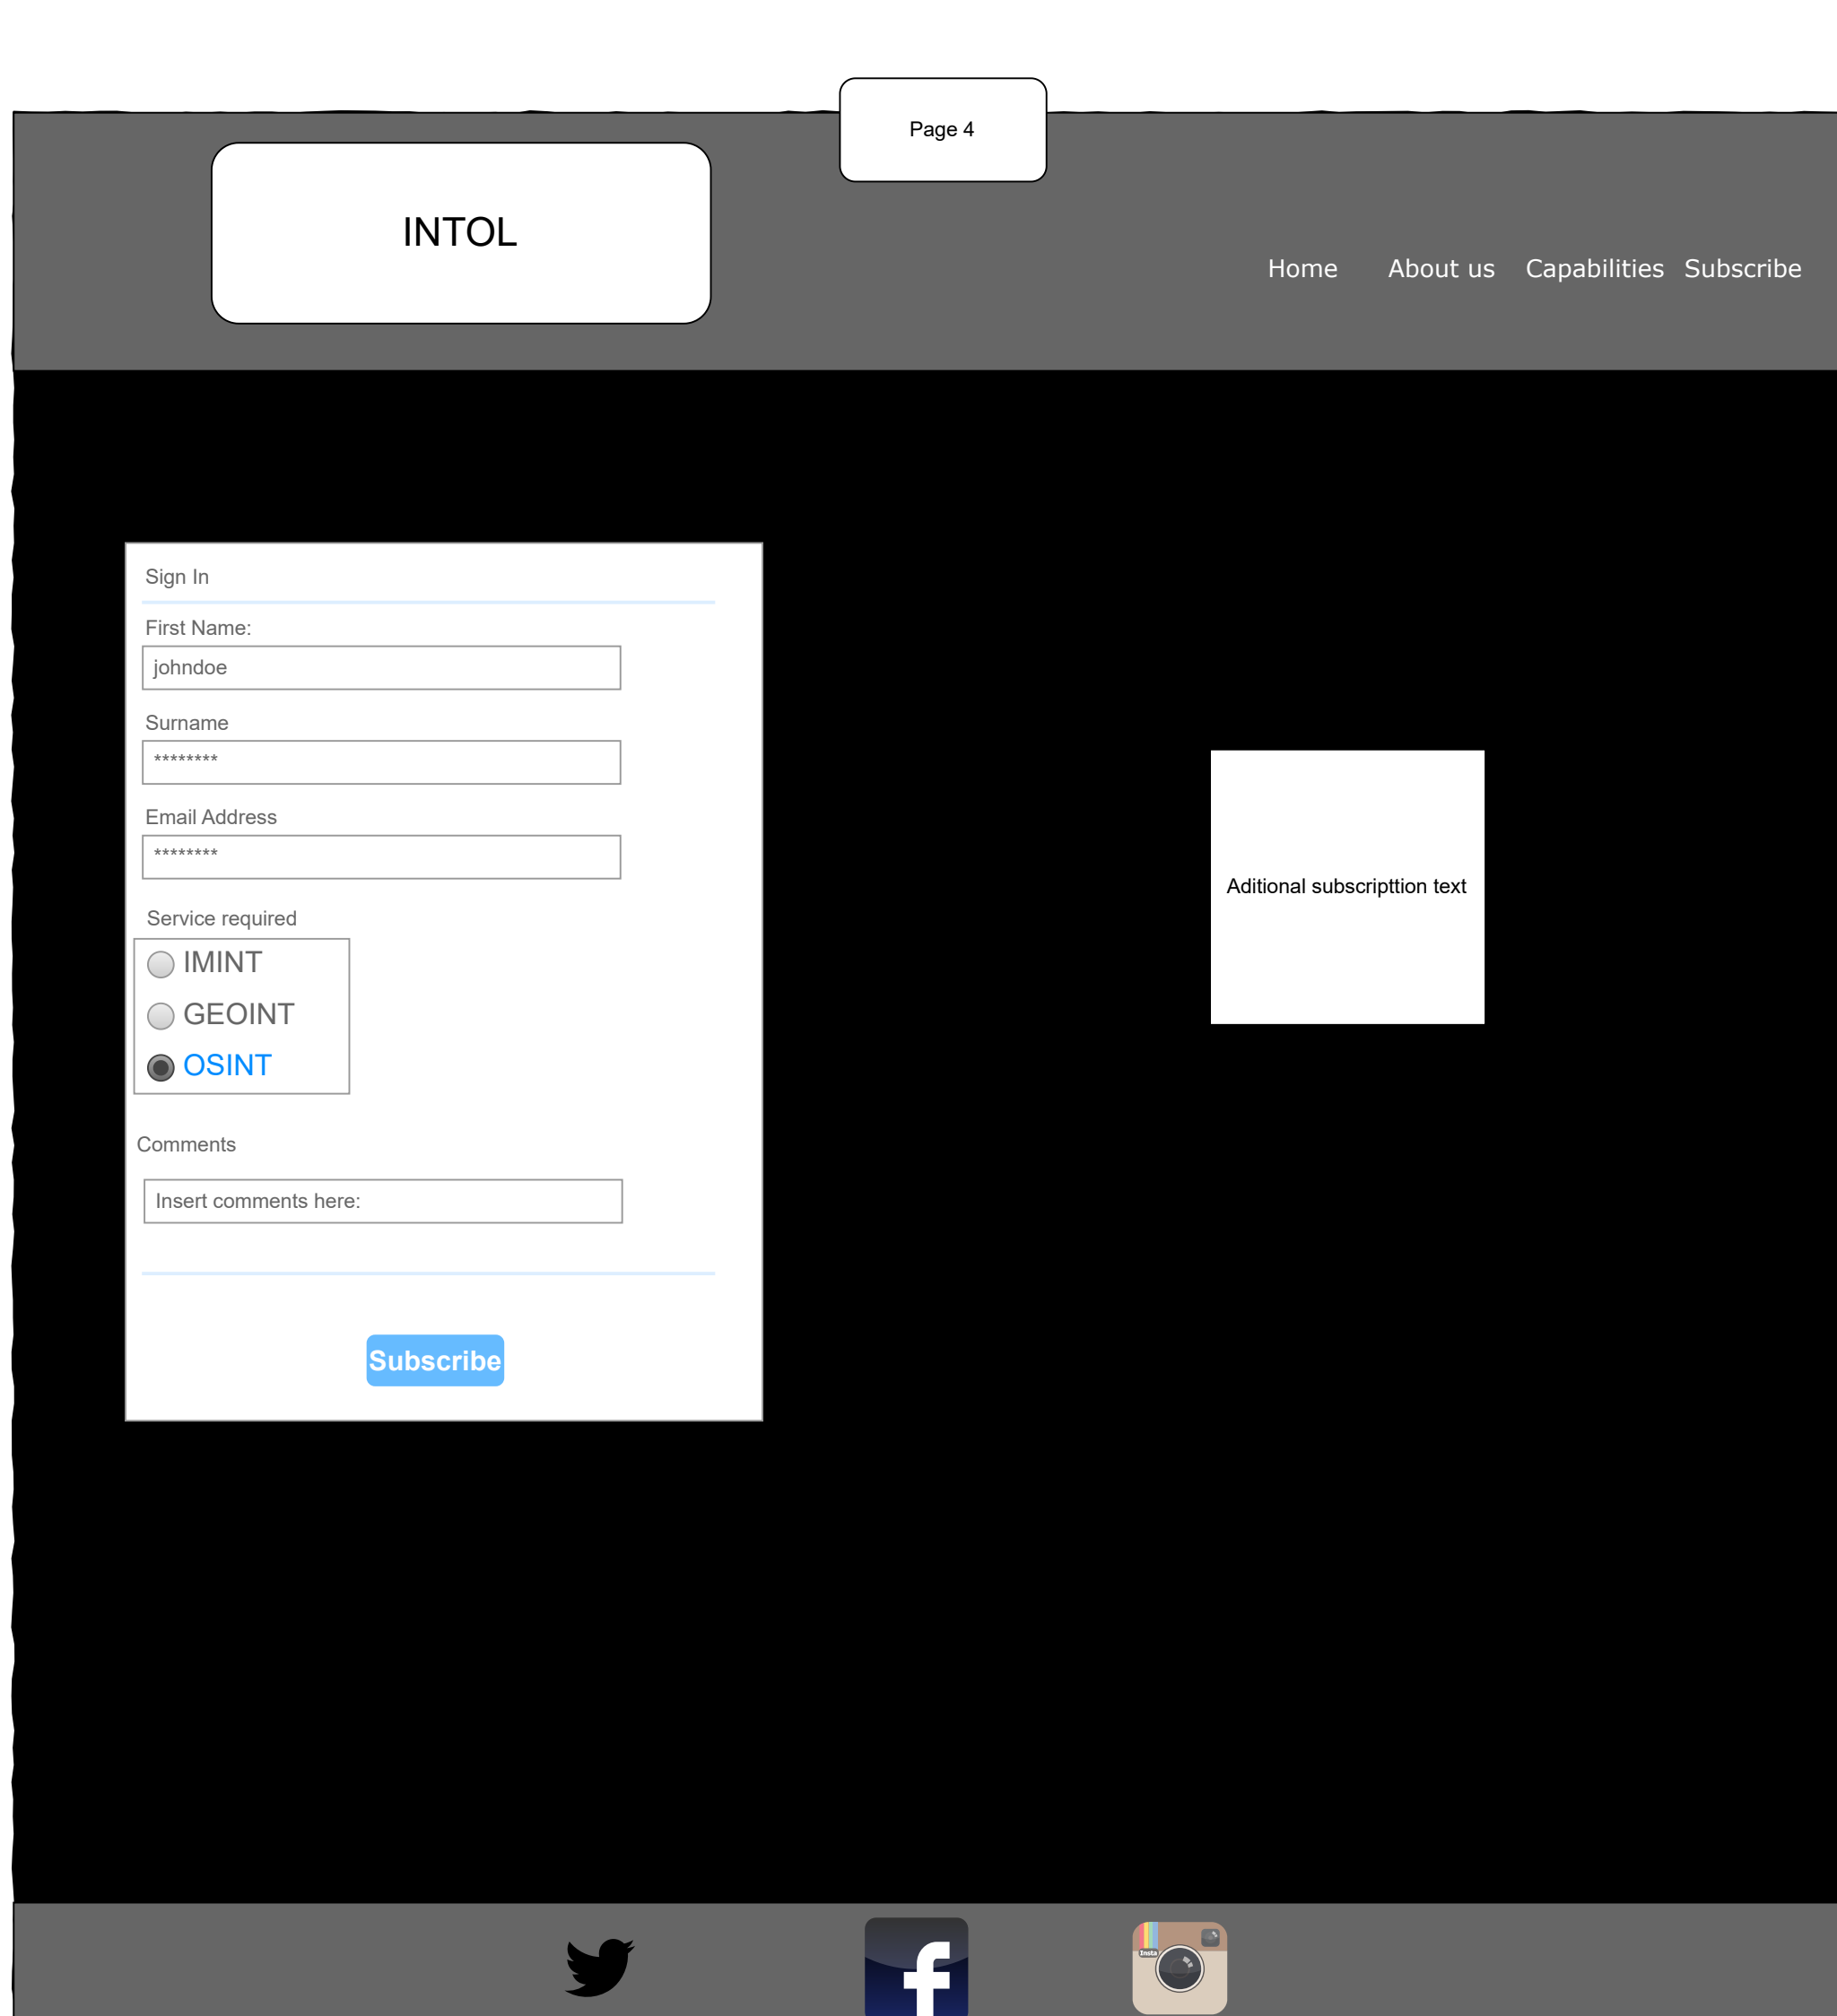 Page 4
INTOL
Home About us Capabilities Subscribe
Sign In
First Name:
johndoe
Surname
********
Email Address
********
Service required
IMINT
GEOINT
OSINT
Comments
Insert comments here:
Subscribe
Aditional subscripttion text
f
Insta